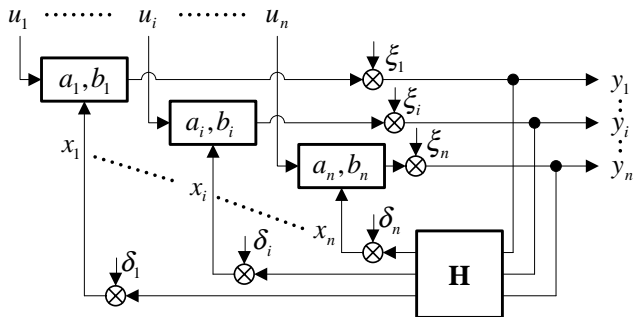 u₁ ········ uᵢ ········ uₙ
a₁,b₁
ξ₁
y₁
aᵢ,bᵢ
ξᵢ
yᵢ
aₙ,bₙ
ξₙ
yₙ
x₁
xᵢ
xₙ
δₙ
δᵢ
δ₁
H